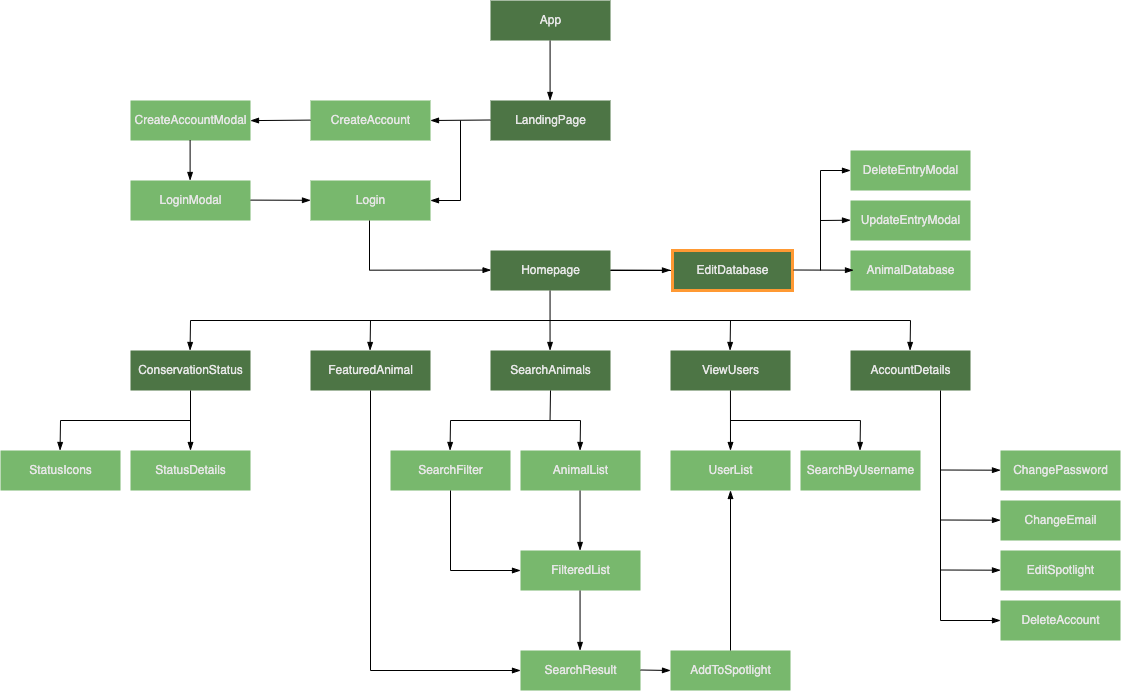 App
CreateAccountModal
CreateAccount
LandingPage
DeleteEntryModal
LoginModal
Login
UpdateEntryModal
Homepage
EditDatabase
AnimalDatabase
ConservationStatus
FeaturedAnimal
SearchAnimals
ViewUsers
AccountDetails
StatusIcons
StatusDetails
SearchFilter
AnimalList
UserList
SearchByUsername
ChangePassword
ChangeEmail
FilteredList
EditSpotlight
DeleteAccount
SearchResult
AddToSpotlight